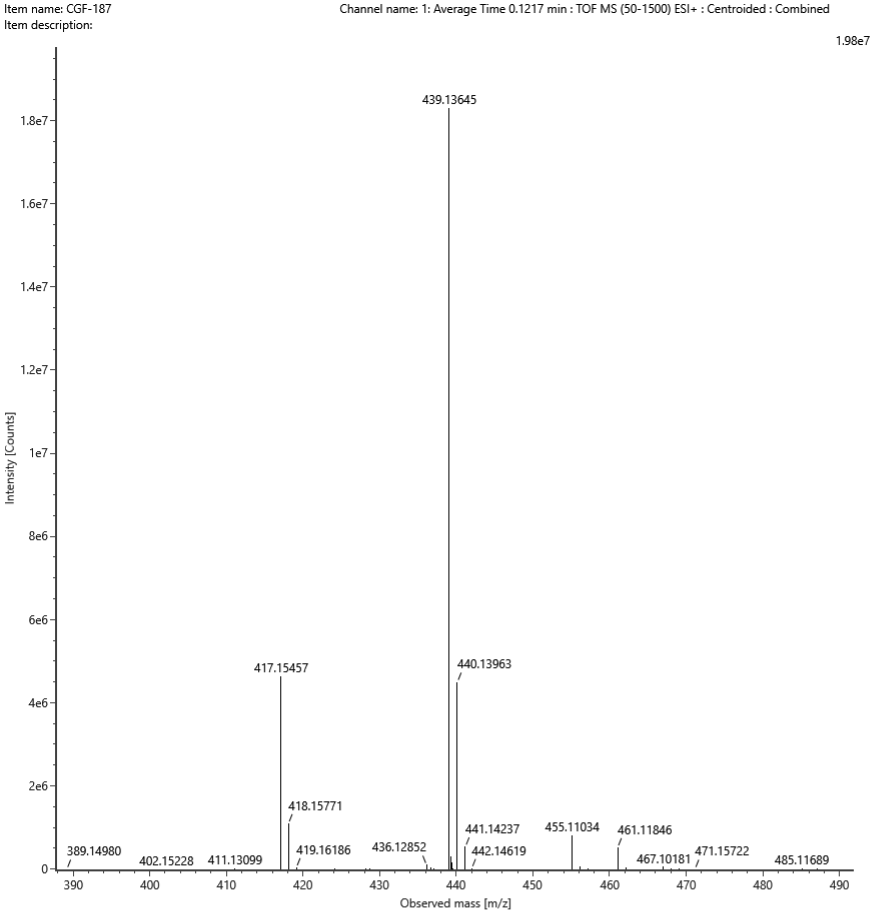 Item name: CGF-187
Channel name: 1: Average Time 0.1217 min : TOF MS (50-1500) ESI+ : Centroided : Combined
Item description:
1.98e7
439.13645
1.8e7
1.6e7
1.4e7
1.2e7
Intensity [Counts]
1e7
8e6
6e6
417.15457
440.13963
4e6
2e6
418.15771
441.14237
455.11034
461.11846
389.14980
402.15228
411.13099
419.16186
436.12852
442.14619
467.10181
471.15722
485.11689
0
390
400
410
420
430
440
450
460
470
480
490
Observed mass [m/z]